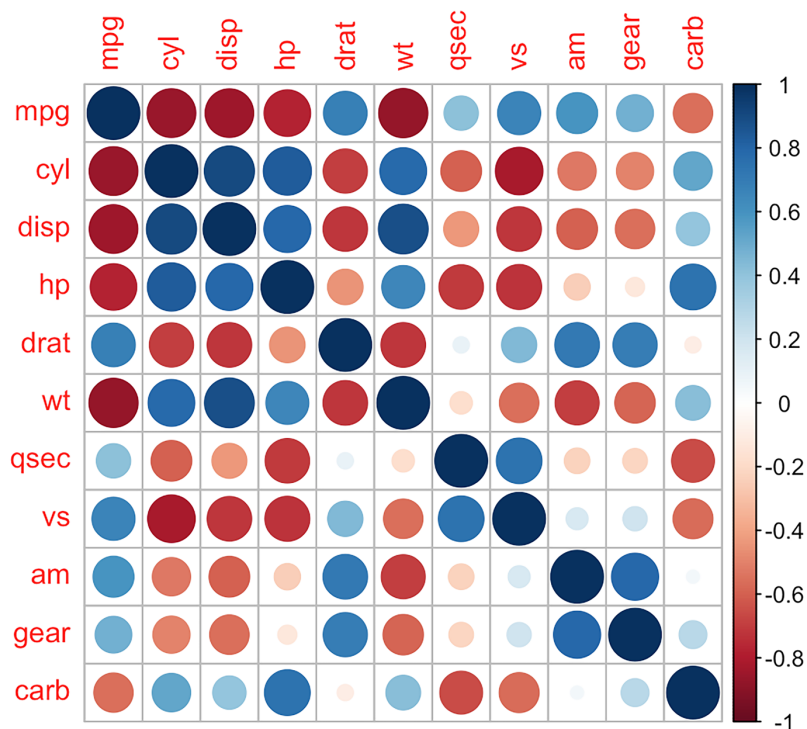 mpg cyl disp hp drat wt qsec vs am gear carb
mpg
cyl
disp
hp
drat
wt
qsec
vs
am
gear
carb
1
0.8
0.6
0.4
0.2
0
-0.2
-0.4
-0.6
-0.8
-1